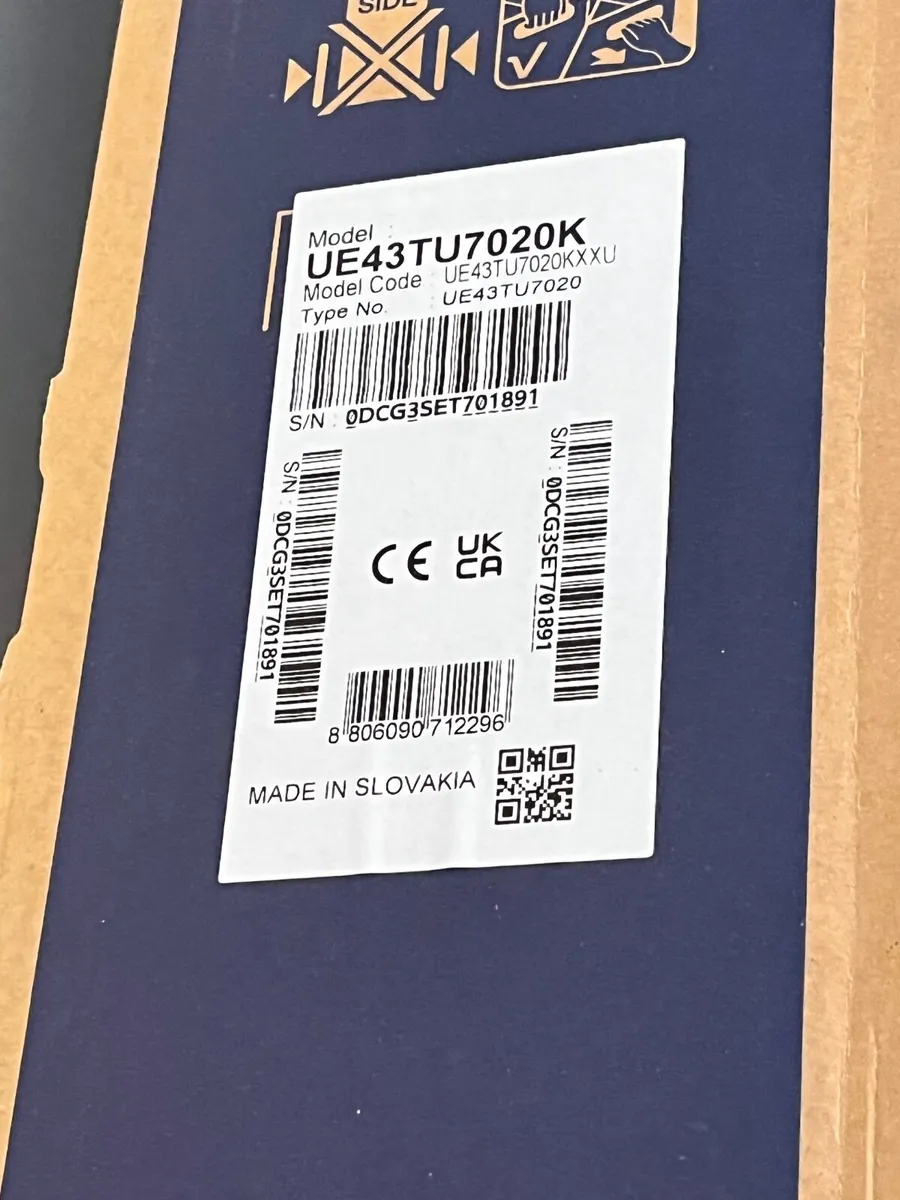 SIDE
Model :
UE43TU7020K
Model Code : UE43TU7020KXXU
Type No. : UE43TU7020
S/N : 0DCG3SET701891
S/N : 0DCG3SET701891
S/N : 0DCG3SET701891
CE
UK
CA
8 806090 712296
MADE IN SLOVAKIA